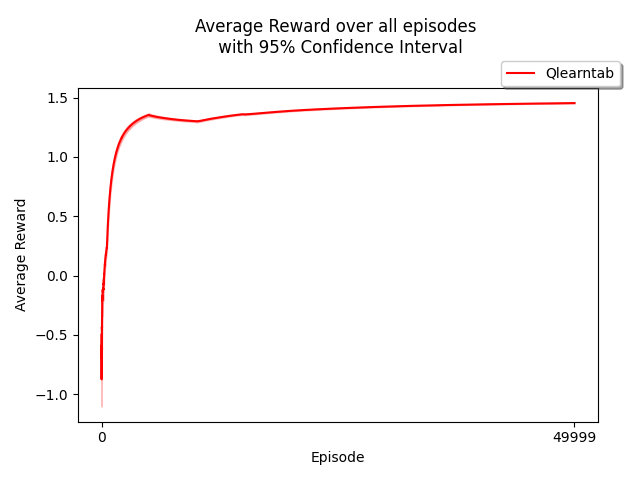 Average Reward over all episodes
with 95% Confidence Interval
Qlearntab
1.5
1.0
0.5
0.0
−0.5
−1.0
Average Reward
0
49999
Episode